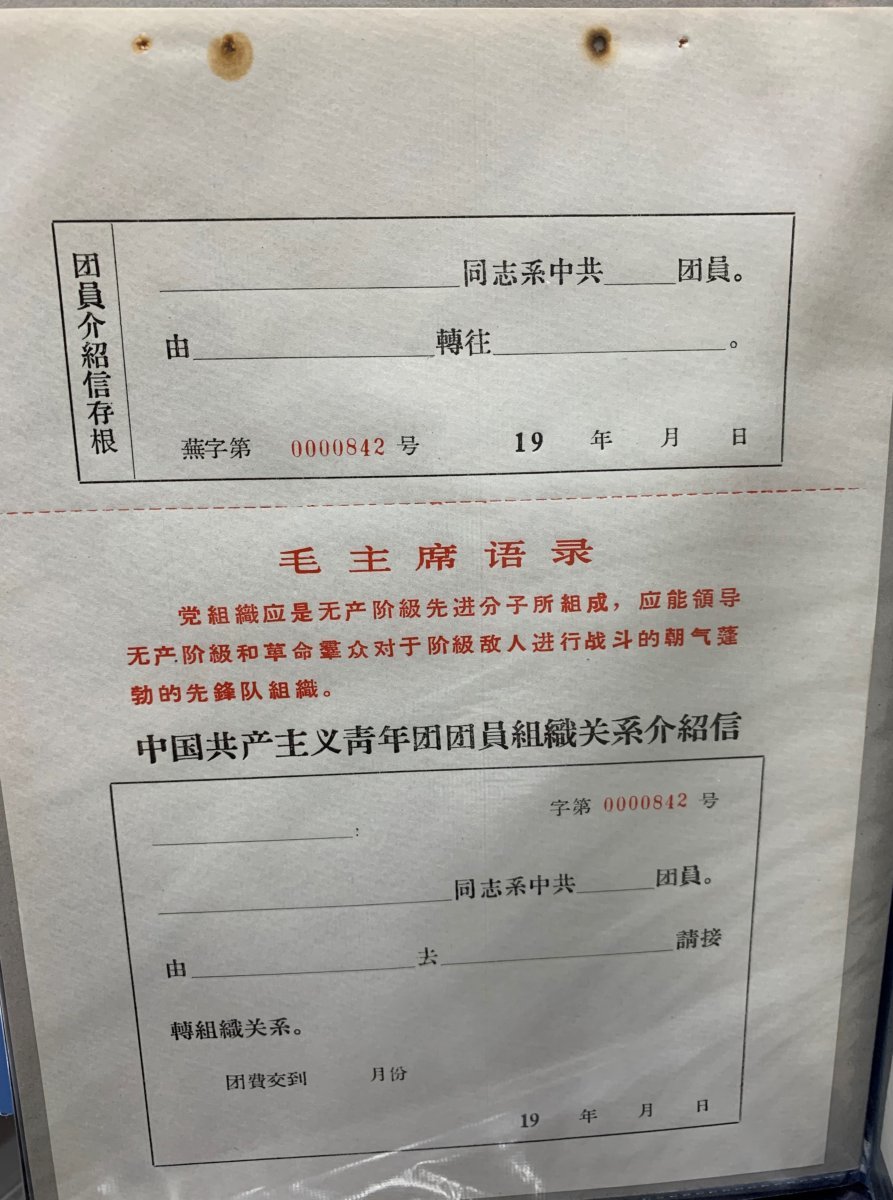 团員介紹信存根
同志系中共 团員。
由 轉往 。
蕪字第 0000842 号 19 年 月 日
毛主席语录
党組織应是无产阶級先进分子所組成，应能領导
无产阶級和革命羣众对于阶級敌人进行战斗的朝气蓬
勃的先鋒队組織。
中国共产主义靑年团团員組織关系介紹信
字第 0000842 号
:
同志系中共 团員。
由 去 請接
轉組織关系。
团費交到 月份
19 年 月 日